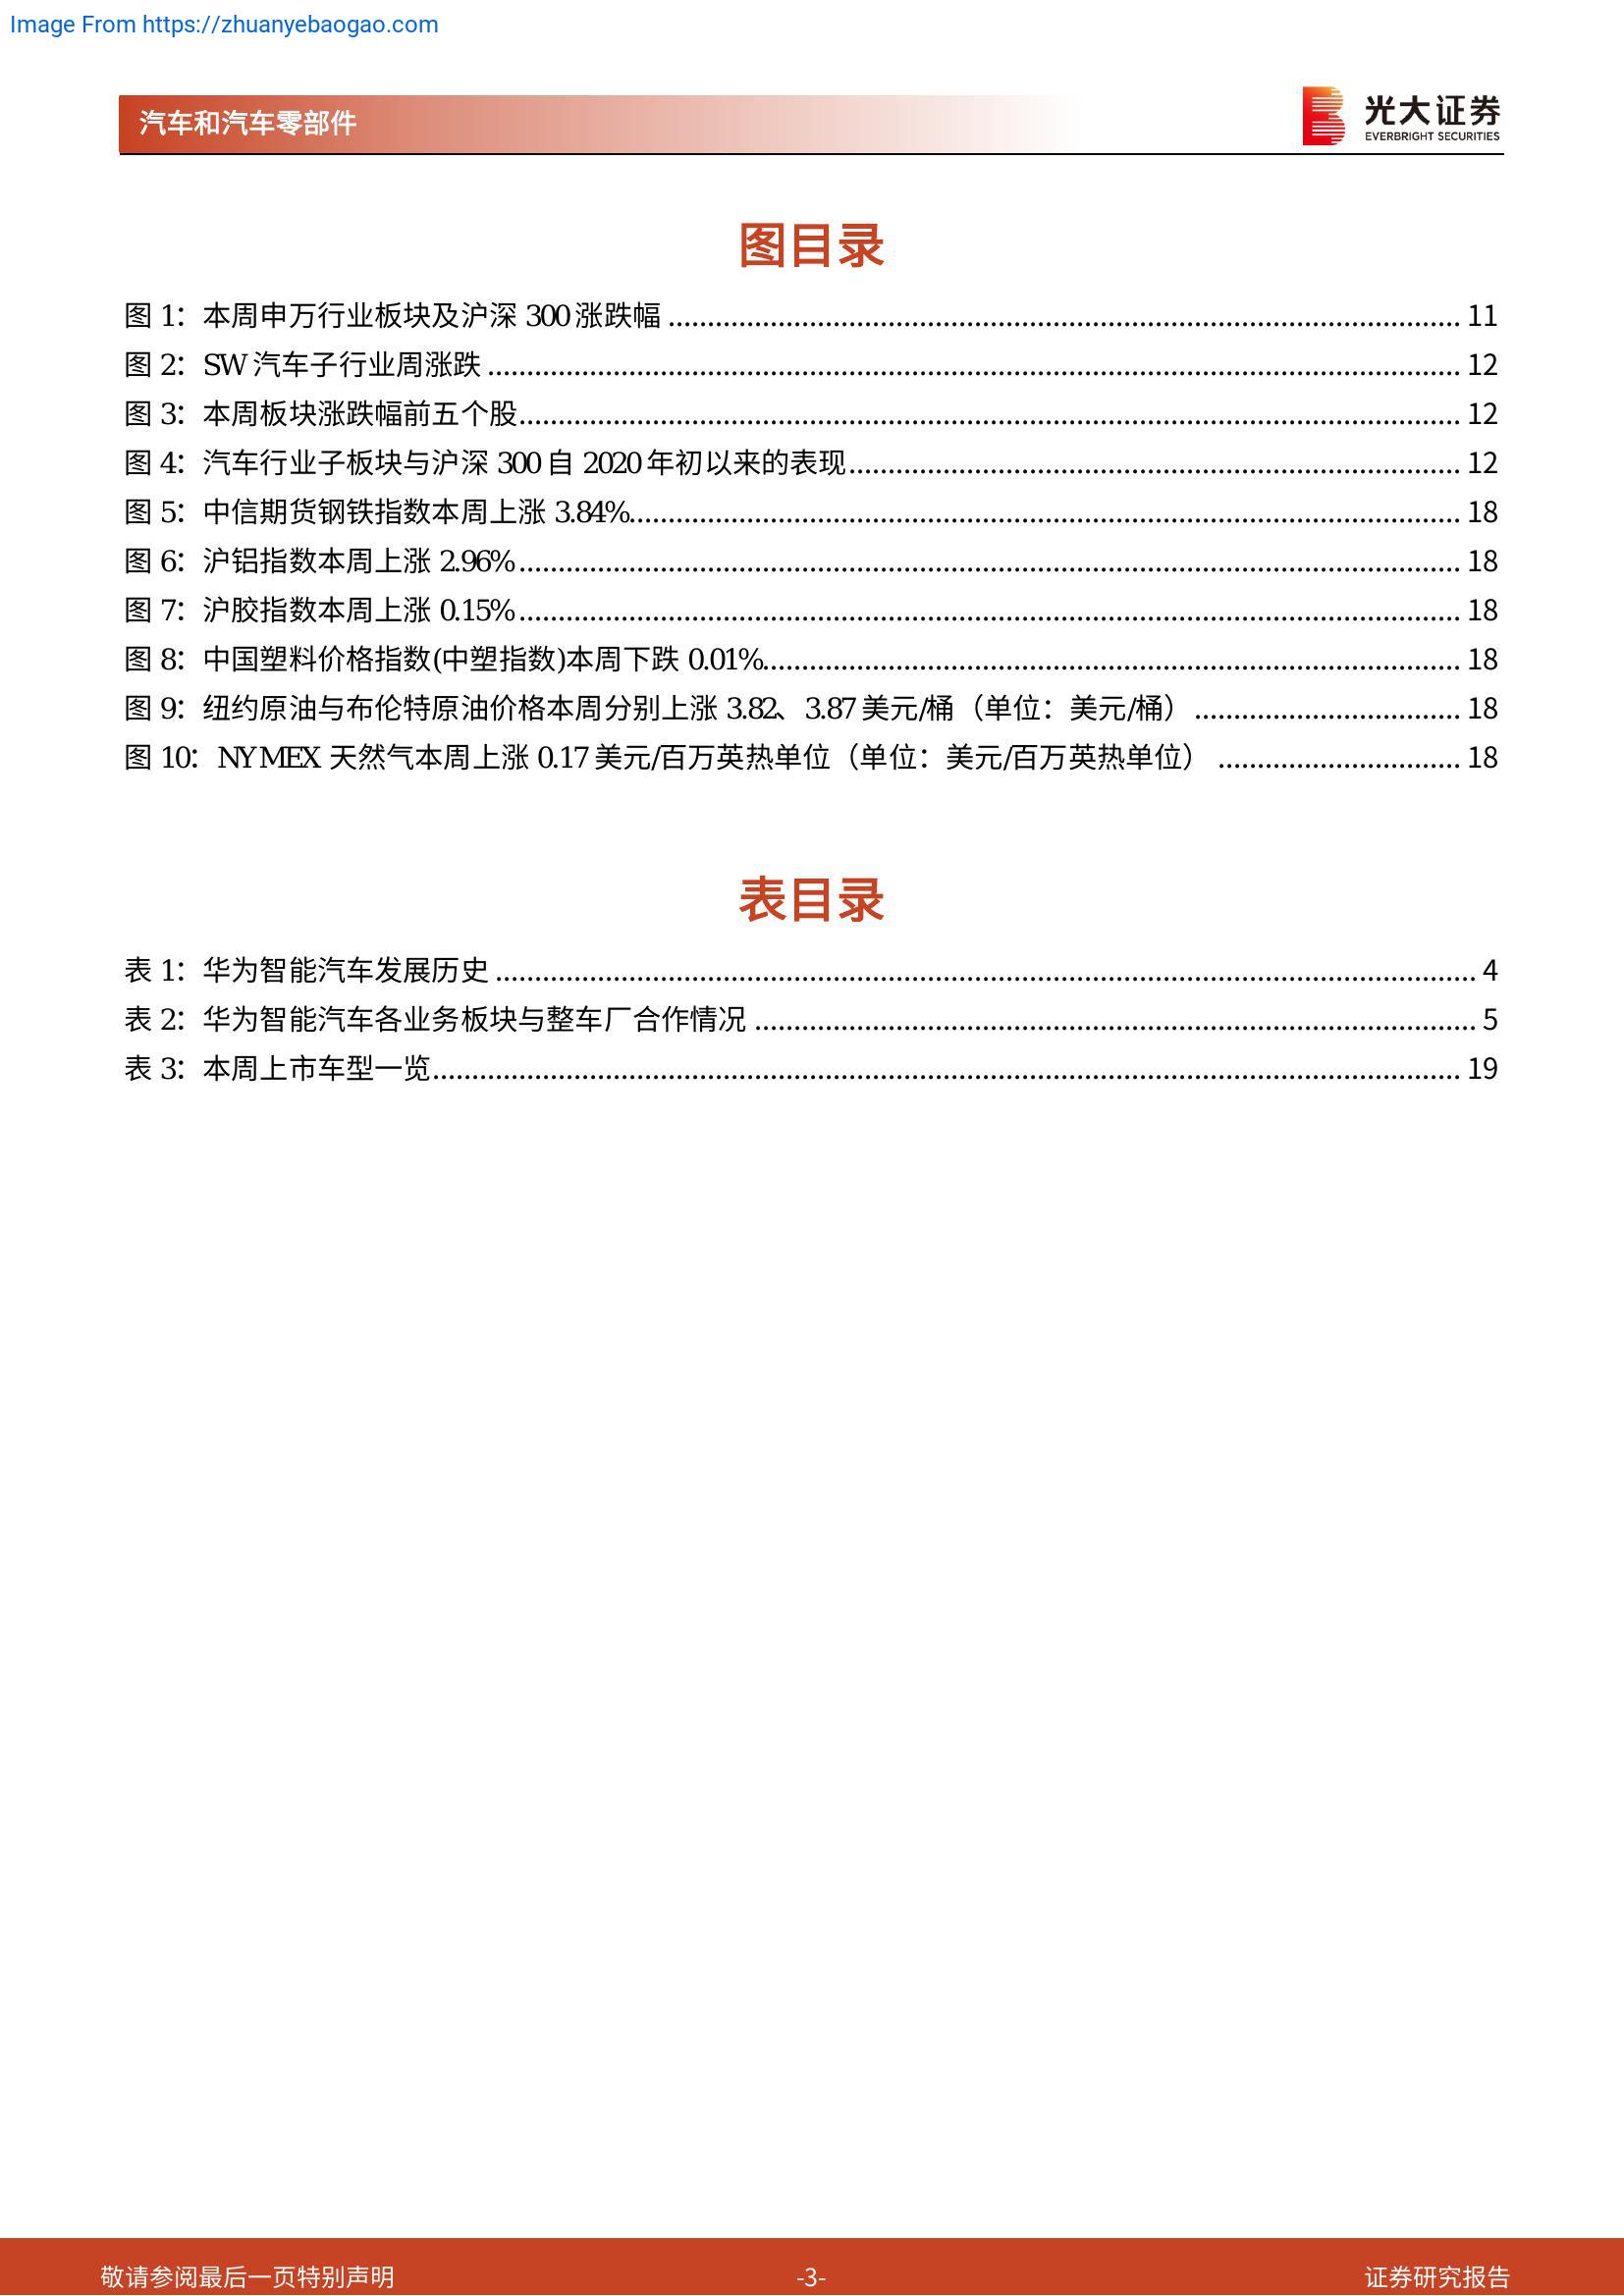 Image From https://zhuanyebaogao.com
汽车和汽车零部件
光大证券
EVERBRIGHT SECURITIES
图目录
图 1：本周申万行业板块及沪深 300 涨跌幅 ........ 11
图 2：SW 汽车子行业周涨跌 ........ 12
图 3：本周板块涨跌幅前五个股 ........ 12
图 4：汽车行业子板块与沪深 300 自 2020 年初以来的表现 ........ 12
图 5：中信期货钢铁指数本周上涨 3.84% ........ 18
图 6：沪铝指数本周上涨 2.96% ........ 18
图 7：沪胶指数本周上涨 0.15% ........ 18
图 8：中国塑料价格指数(中塑指数)本周下跌 0.01% ........ 18
图 9：纽约原油与布伦特原油价格本周分别上涨 3.82、3.87 美元/桶（单位：美元/桶） ........ 18
图 10：NYMEX 天然气本周上涨 0.17 美元/百万英热单位（单位：美元/百万英热单位） ........ 18
表目录
表 1：华为智能汽车发展历史 ........ 4
表 2：华为智能汽车各业务板块与整车厂合作情况 ........ 5
表 3：本周上市车型一览 ........ 19
敬请参阅最后一页特别声明 -3- 证券研究报告